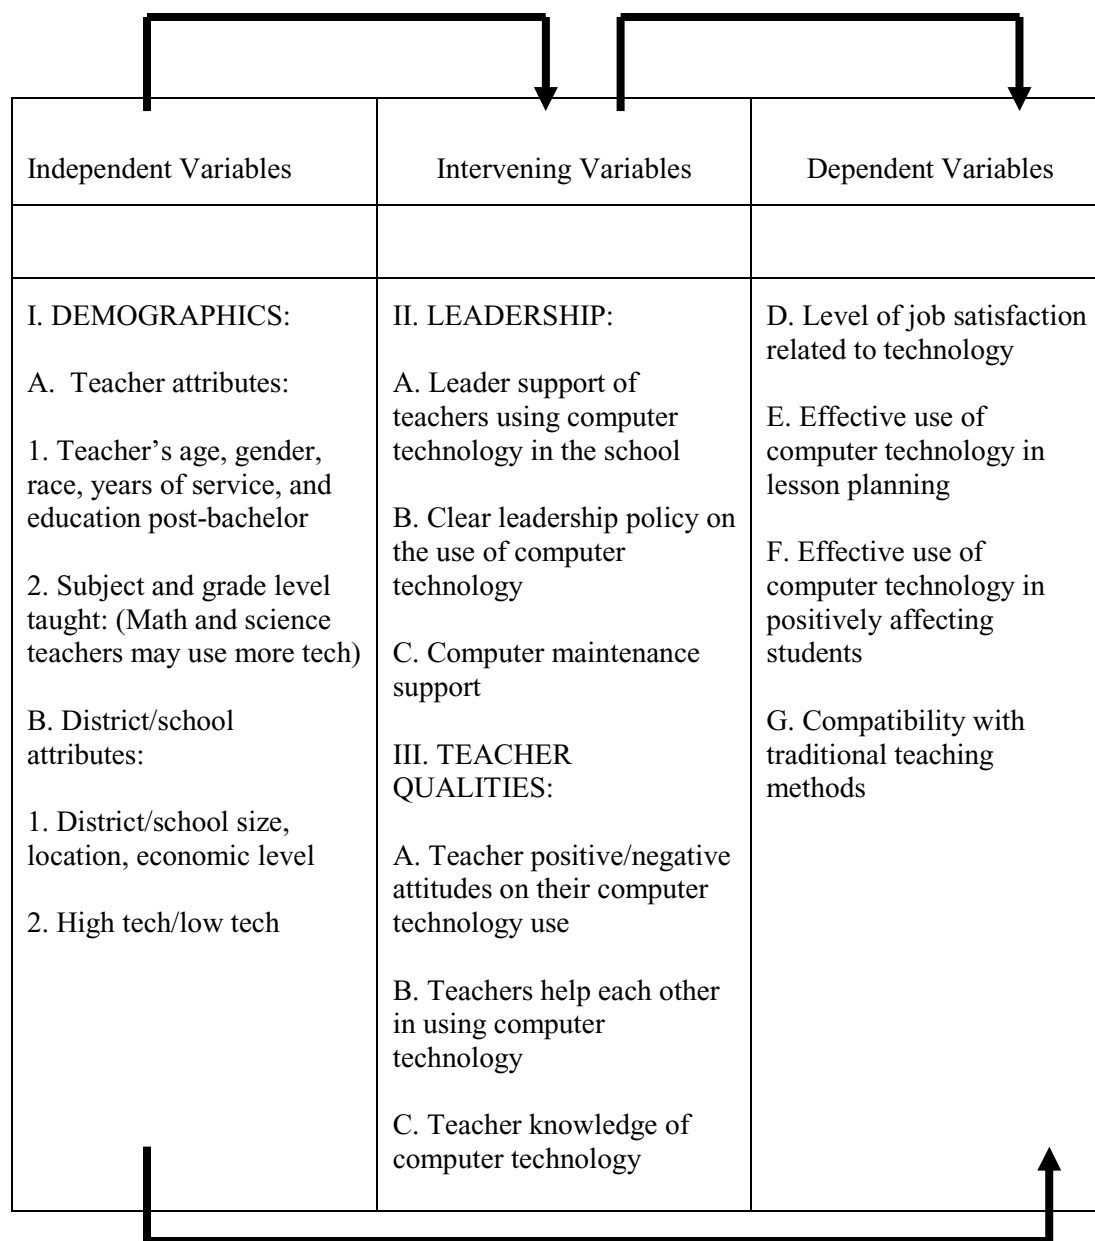 Independent Variables
Intervening Variables
Dependent Variables
I. DEMOGRAPHICS:
A. Teacher attributes:
1. Teacher’s age, gender,
race, years of service, and
education post-bachelor
2. Subject and grade level
taught: (Math and science
teachers may use more tech)
B. District/school
attributes:
1. District/school size,
location, economic level
2. High tech/low tech
II. LEADERSHIP:
A. Leader support of
teachers using computer
technology in the school
B. Clear leadership policy on
the use of computer
technology
C. Computer maintenance
support
III. TEACHER
QUALITIES:
A. Teacher positive/negative
attitudes on their computer
technology use
B. Teachers help each other
in using computer
technology
C. Teacher knowledge of
computer technology
D. Level of job satisfaction
related to technology
E. Effective use of
computer technology in
lesson planning
F. Effective use of
computer technology in
positively affecting
students
G. Compatibility with
traditional teaching
methods